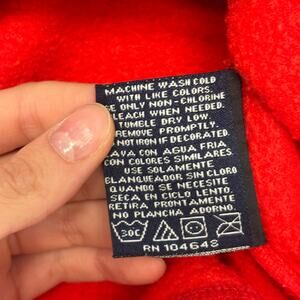 MACHINE WASH COLD
WITH LIKE COLORS.
USE ONLY NON-CHLORINE
BLEACH WHEN NEEDED.
TUMBLE DRY LOW.
REMOVE PROMPTLY.
NOT IRON IF DECORATED.
LAVA CON AGUA FRIA
CON COLORES SIMILARES.
USE SOLAMENTE
BLANQUEADOR SIN CLORO
CUANDO SE NECESITE
SECA EN CICLO LENTO.
RETIRA PRONTAMENTE
NO PLANCHA ADORNO.
30C
RN 104648